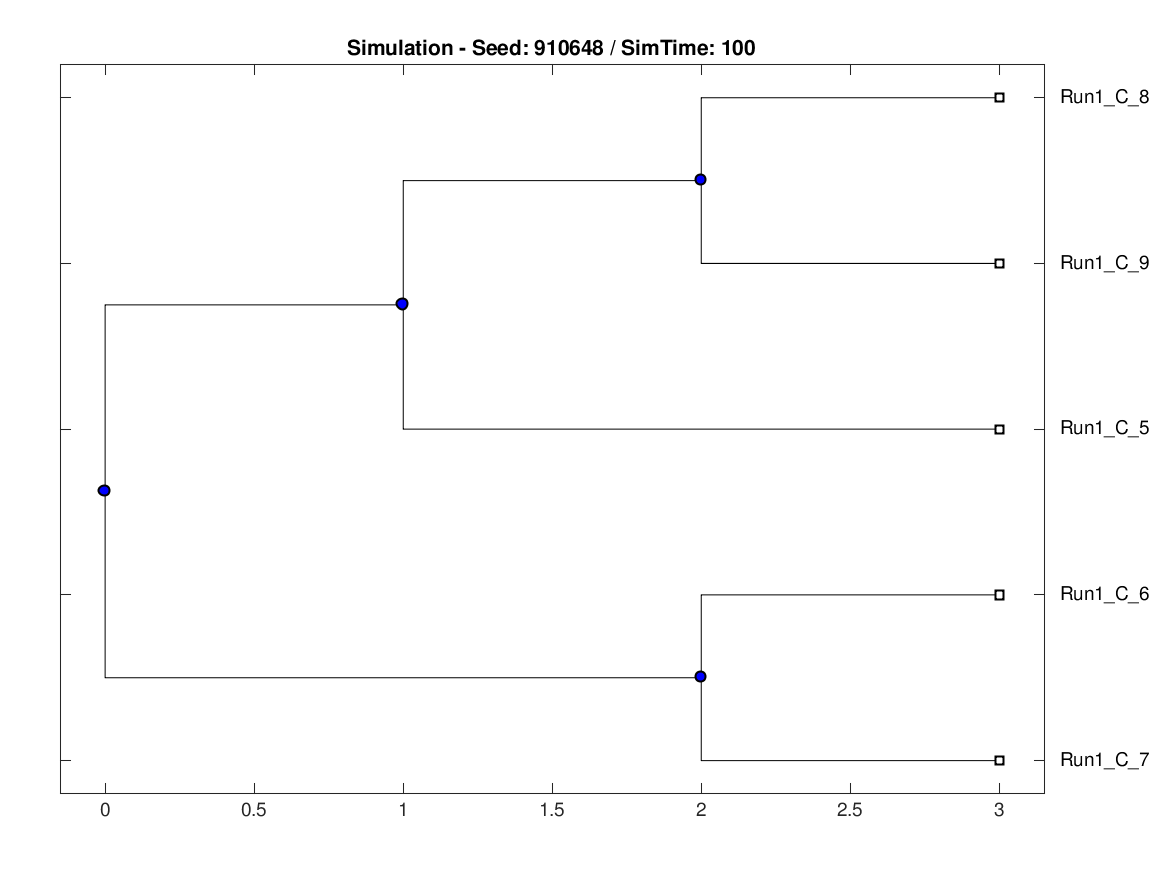 Simulation - Seed: 910648 / SimTime: 100
Run1_C_8
Run1_C_9
Run1_C_5
Run1_C_6
Run1_C_7
0 0.5 1 1.5 2 2.5 3